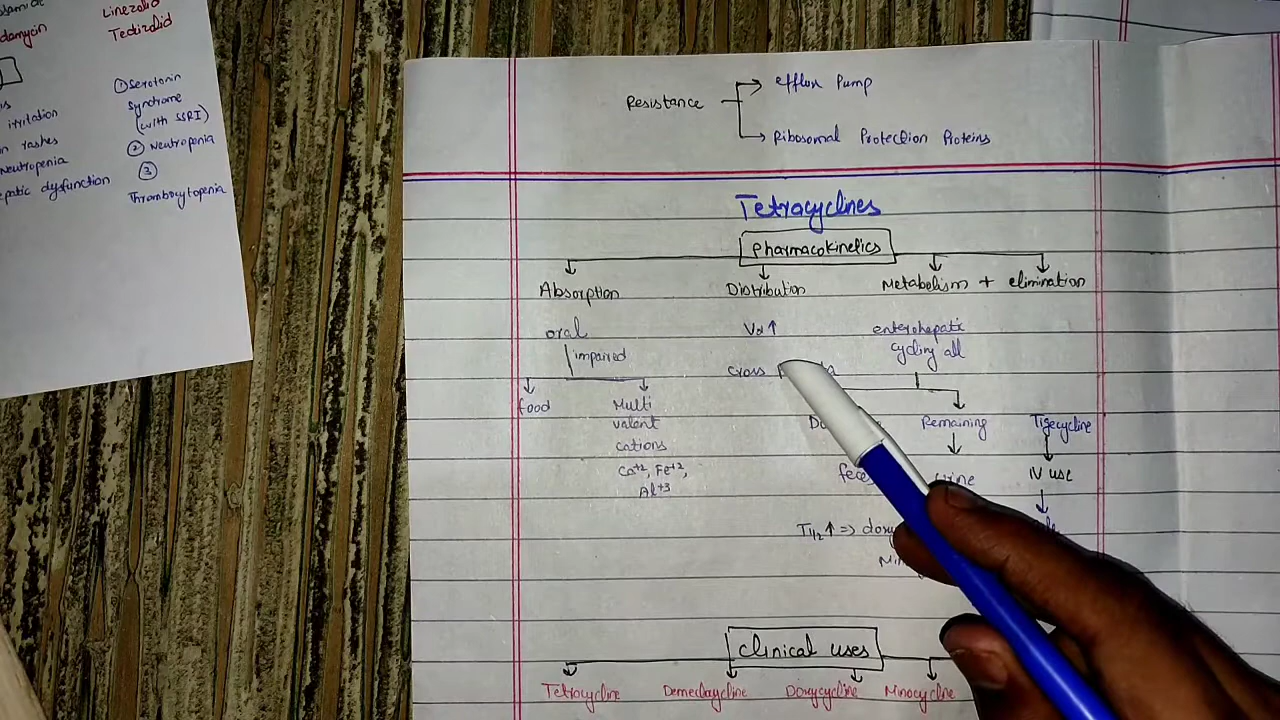 Linezolid
Tedizolid
①Serotonin
Syndrome
(with SSRI)
② Neutropenia
③
Thrombocytopenia
irritation
rashes
Neutropenia
dysfunction
Resistance
efflux Pump
Ribosomal Protection Proteins
Tetracyclines
pharmacokinetics
Absorption Distribution Metabolism + elimination
oral Vd↑ enterohepatic
impaired cycling all
Cross
food Multi Remaining Tigecycline
valent
cations urine IV use
Ca+2, Fe+2,
Al+3
T1/2↑ =>
clinical uses
Tetracycline Demeclocycline Doxycycline Minocycline